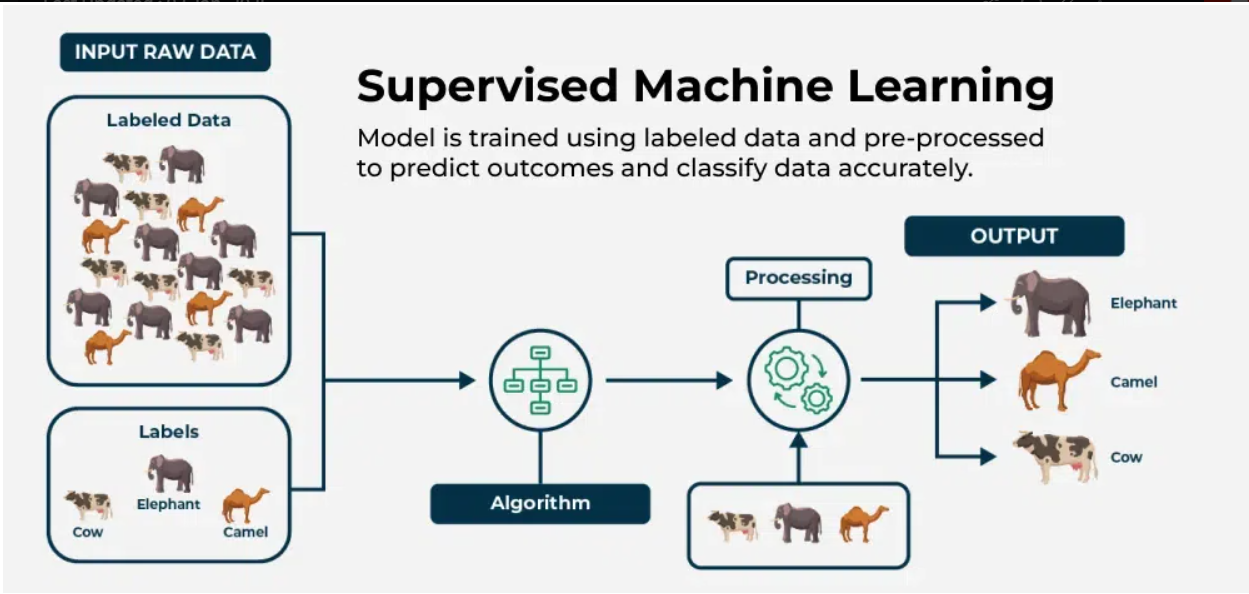 INPUT RAW DATA
Labeled Data
Supervised Machine Learning
Model is trained using labeled data and pre-processed
to predict outcomes and classify data accurately.
OUTPUT
Processing
Elephant
Camel
Cow
Labels
Elephant
Cow
Camel
Algorithm